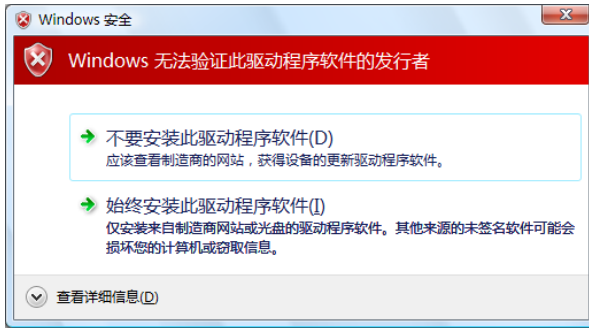 Windows 安全
Windows 无法验证此驱动程序软件的发行者
不要安装此驱动程序软件(D)
应该查看制造商的网站，获得设备的更新驱动程序软件。
始终安装此驱动程序软件(I)
仅安装来自制造商网站或光盘的驱动程序软件。其他来源的未签名软件可能会
损坏您的计算机或窃取信息。
查看详细信息(D)